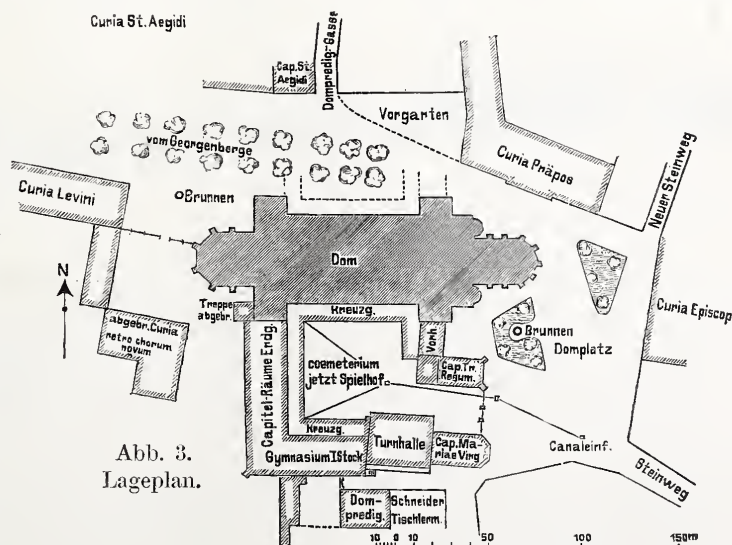 Curia St. Aegidi
Cap. St.
Aegidi
Dompredig-Gasse
Vorgarten
vom Georgenberge
Curia Präpos
Neuer Steinweg
Curia Levini
Brunnen
N
Dom
Treppe
abgebr.
Kreuzg.
Vorh.
Curia Episcop
abgebr. Curia
retro chorum
novum
Capitel-Räume Erdg.
coemeterium
jetzt Spielhof.
Cap. Tr.
Regum.
Brunnen
Domplatz
Kreuzg.
Gymnasium I Stock
Turnhalle
Cap. Ma-
riae Virg
Canaleinf.
Steinweg
Abb. 3.
Lageplan.
Dom-
predig.
Schneider
Tischlerm.
10 0 10 50 100 150m